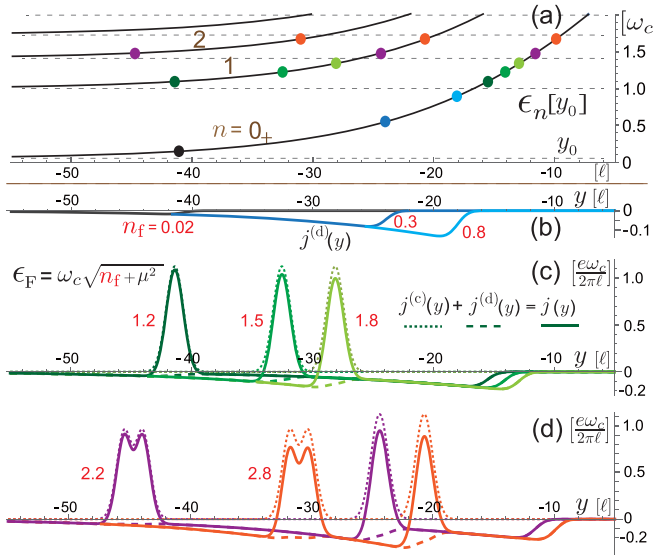 (a) [ω_c
2 2.0
1.5
1 1.0
ϵ_n[y_0]
n = 0_+ 0.5
y_0
0
-50 -40 -30 -20 -10 [ℓ]
-50 -40 -30 -20 -10 y [ℓ]
0
n_f = 0.02 j^(d)(y) 0.3 0.8 (b) -0.1
ϵ_F = ω_c √(n_f + μ²) (c) [eω_c/2πℓ]
1.0
j^(c)(y) + j^(d)(y) = j(y)
1.2 1.5 1.8 0.5
-50 -40 -30 -20 -10 y [ℓ]
0
-0.2
(d) [eω_c/2πℓ]
1.0
2.2 2.8 0.5
-50 -40 -30 -20 -10 y [ℓ]
0
-0.2